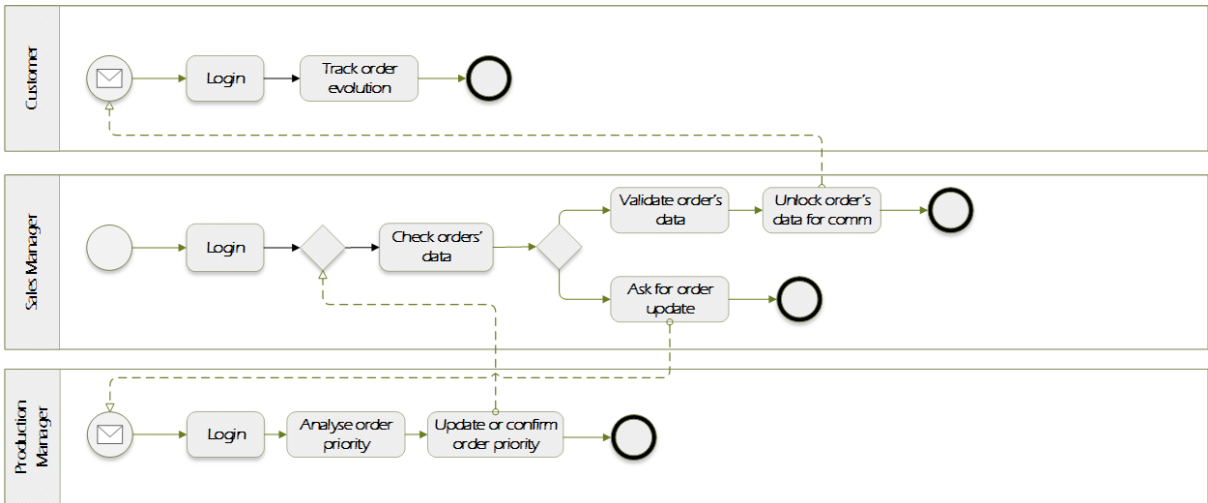 Customer
Login
Track order
evolution
Sales Manager
Login
Check orders'
data
Validate order's
data
Unlock order's
data for comm
Ask for order
update
Production
Manager
Login
Analyse order
priority
Update or confirm
order priority